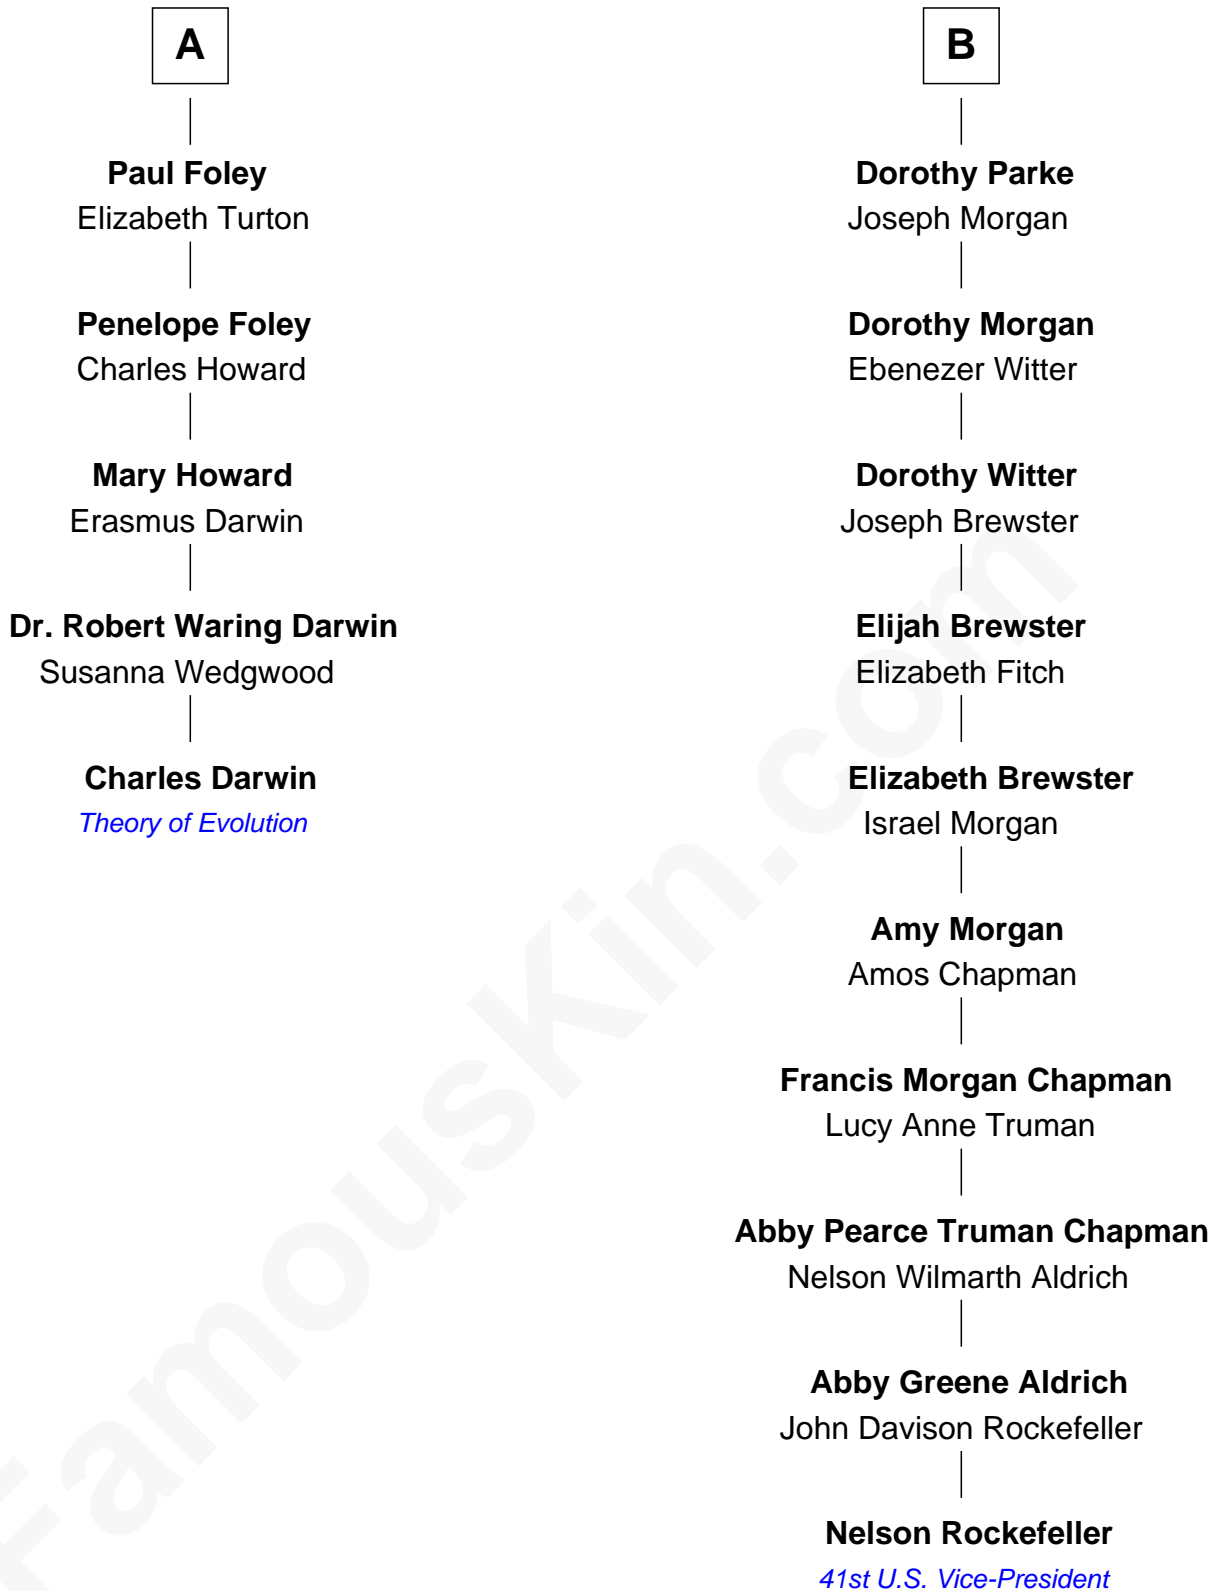 A
Paul Foley
Elizabeth Turton
Penelope Foley
Charles Howard
Mary Howard
Erasmus Darwin
Dr. Robert Waring Darwin
Susanna Wedgwood
Charles Darwin
Theory of Evolution
B
Dorothy Parke
Joseph Morgan
Dorothy Morgan
Ebenezer Witter
Dorothy Witter
Joseph Brewster
Elijah Brewster
Elizabeth Fitch
Elizabeth Brewster
Israel Morgan
Amy Morgan
Amos Chapman
Francis Morgan Chapman
Lucy Anne Truman
Abby Pearce Truman Chapman
Nelson Wilmarth Aldrich
Abby Greene Aldrich
John Davison Rockefeller
Nelson Rockefeller
41st U.S. Vice-President
FamousKin.com